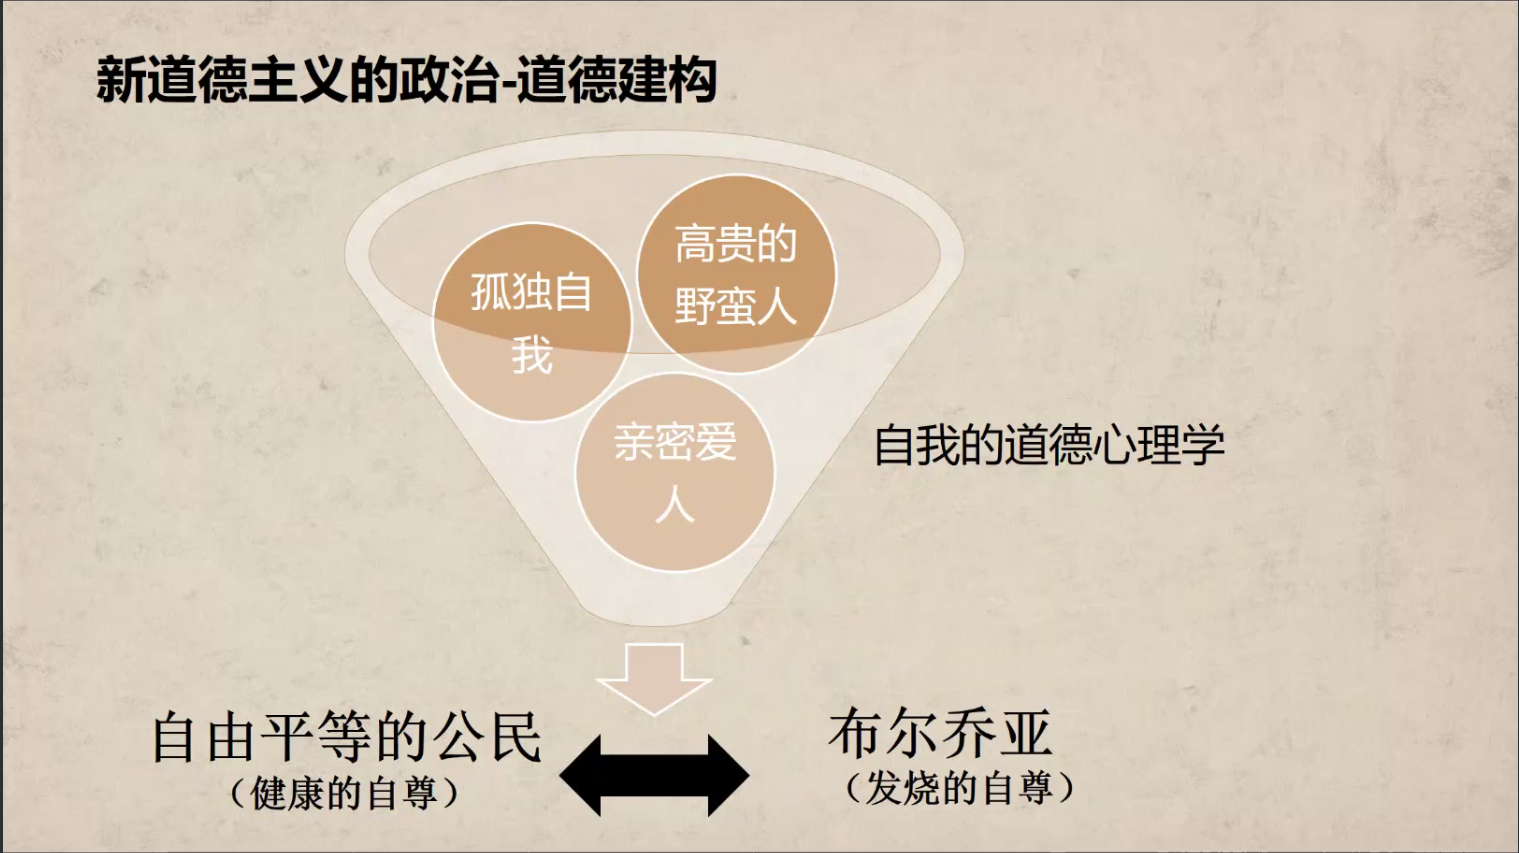 新道德主义的政治-道德建构
高贵的
野蛮人
孤独自
我
亲密爱
人
自我的道德心理学
自由平等的公民
（健康的自尊）
布尔乔亚
（发烧的自尊）